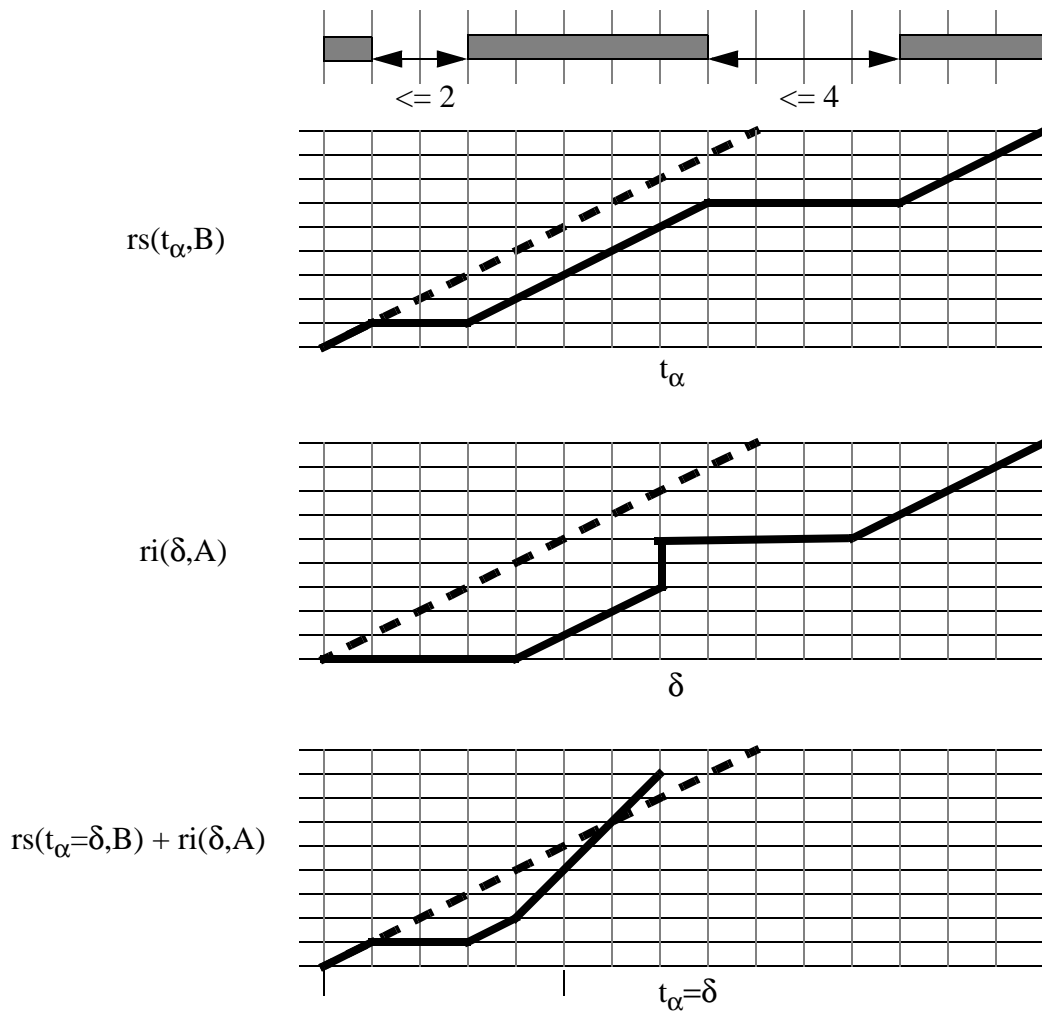 <= 2
<= 4
rs(tα,B)
tα
ri(δ,A)
δ
rs(tα=δ,B) + ri(δ,A)
tα=δ